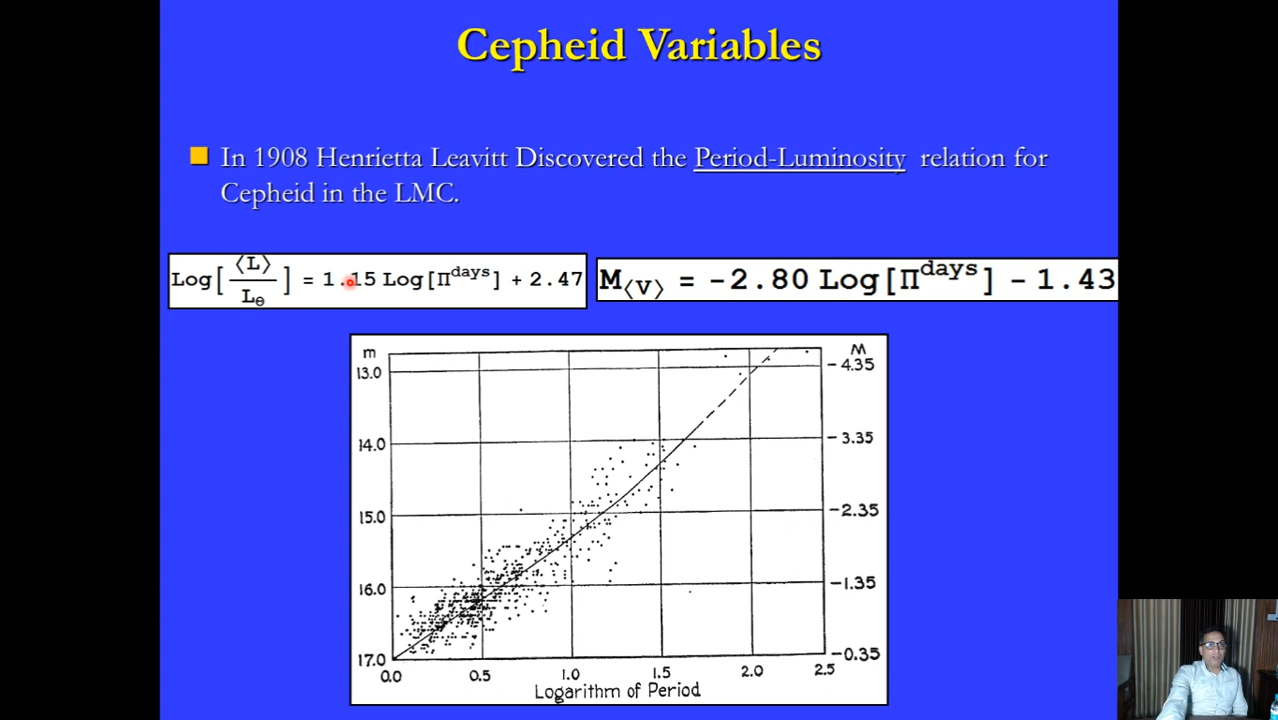 Cepheid Variables
In 1908 Henrietta Leavitt Discovered the Period-Luminosity relation for
Cepheid in the LMC.
Log[⟨L⟩/L⊖] = 1.15 Log[Π^days] + 2.47
M⟨V⟩ = -2.80 Log[Π^days] - 1.43
m
M
13.0
-4.35
14.0
-3.35
15.0
-2.35
16.0
-1.35
17.0
-0.35
0.0 0.5 1.0 1.5 2.0 2.5
Logarithm of Period